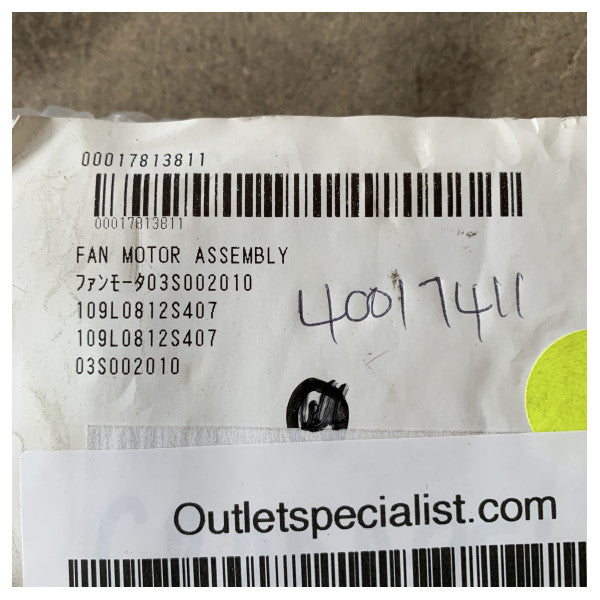 00017813811
00017813811
FAN MOTOR ASSEMBLY
ﾌｧﾝﾓｰﾀ03S002010
109L0812S407
109L0812S407
03S002010
40017411
Outletspecialist.com